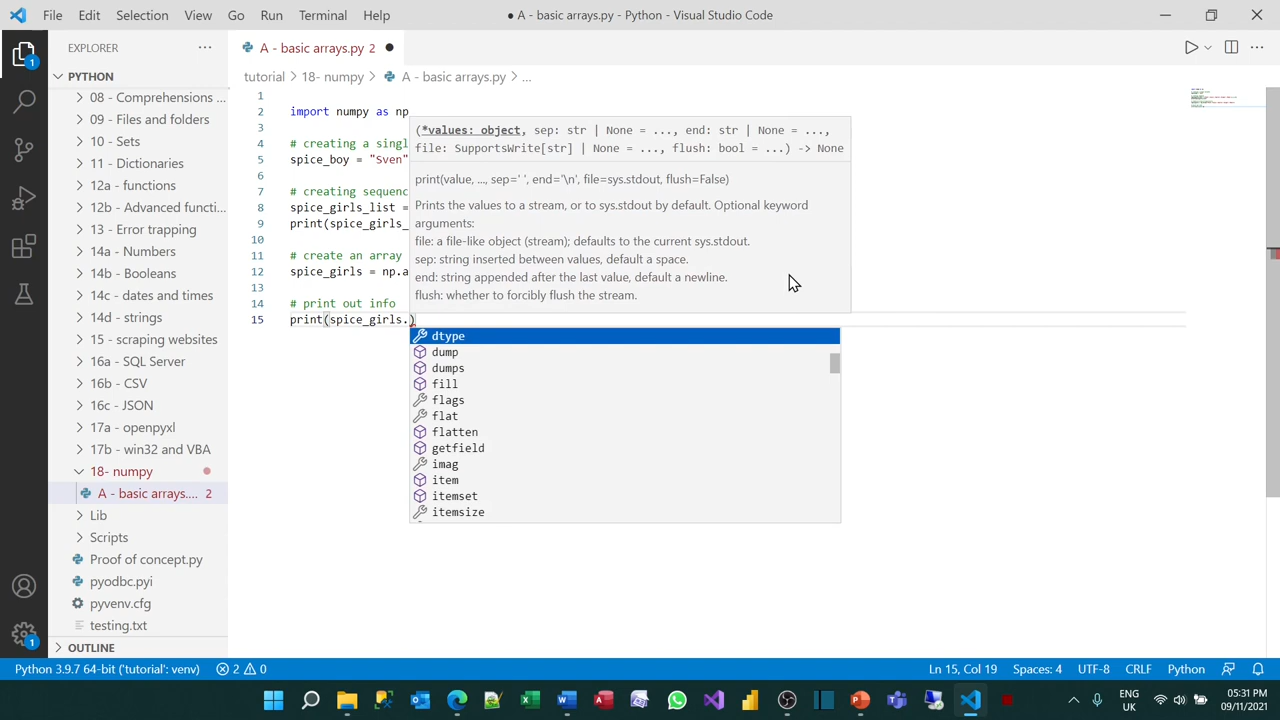 File Edit Selection View Go Run Terminal Help
● A - basic arrays.py - Python - Visual Studio Code
EXPLORER
PYTHON
08 - Comprehensions ...
09 - Files and folders
10 - Sets
11 - Dictionaries
12a - functions
12b - Advanced functi...
13 - Error trapping
14a - Numbers
14b - Booleans
14c - dates and times
14d - strings
15 - scraping websites
16a - SQL Server
16b - CSV
16c - JSON
17a - openpyxl
17b - win32 and VBA
18- numpy
A - basic arrays.... 2
Lib
Scripts
Proof of concept.py
pyodbc.pyi
pyvenv.cfg
testing.txt
OUTLINE
1
1
A - basic arrays.py 2
tutorial > 18- numpy > A - basic arrays.py > ...
1
2 import numpy as np
3
4 # creating a singl
5 spice_boy = "Sven"
6
7 # creating sequenc
8 spice_girls_list =
9 print(spice_girls_
10
11 # create an array
12 spice_girls = np.a
13
14 # print out info
15 print(spice_girls.)
(*values: object, sep: str | None = ..., end: str | None = ...,
file: SupportsWrite[str] | None = ..., flush: bool = ...) -> None
print(value, ..., sep=' ', end='\n', file=sys.stdout, flush=False)
Prints the values to a stream, or to sys.stdout by default. Optional keyword
arguments:
file: a file-like object (stream); defaults to the current sys.stdout.
sep: string inserted between values, default a space.
end: string appended after the last value, default a newline.
flush: whether to forcibly flush the stream.
dtype
dump
dumps
fill
flags
flat
flatten
getfield
imag
item
itemset
itemsize
Python 3.9.7 64-bit ('tutorial': venv) 2 0
Ln 15, Col 19 Spaces: 4 UTF-8 CRLF Python
ENG
UK
05:31 PM
09/11/2021